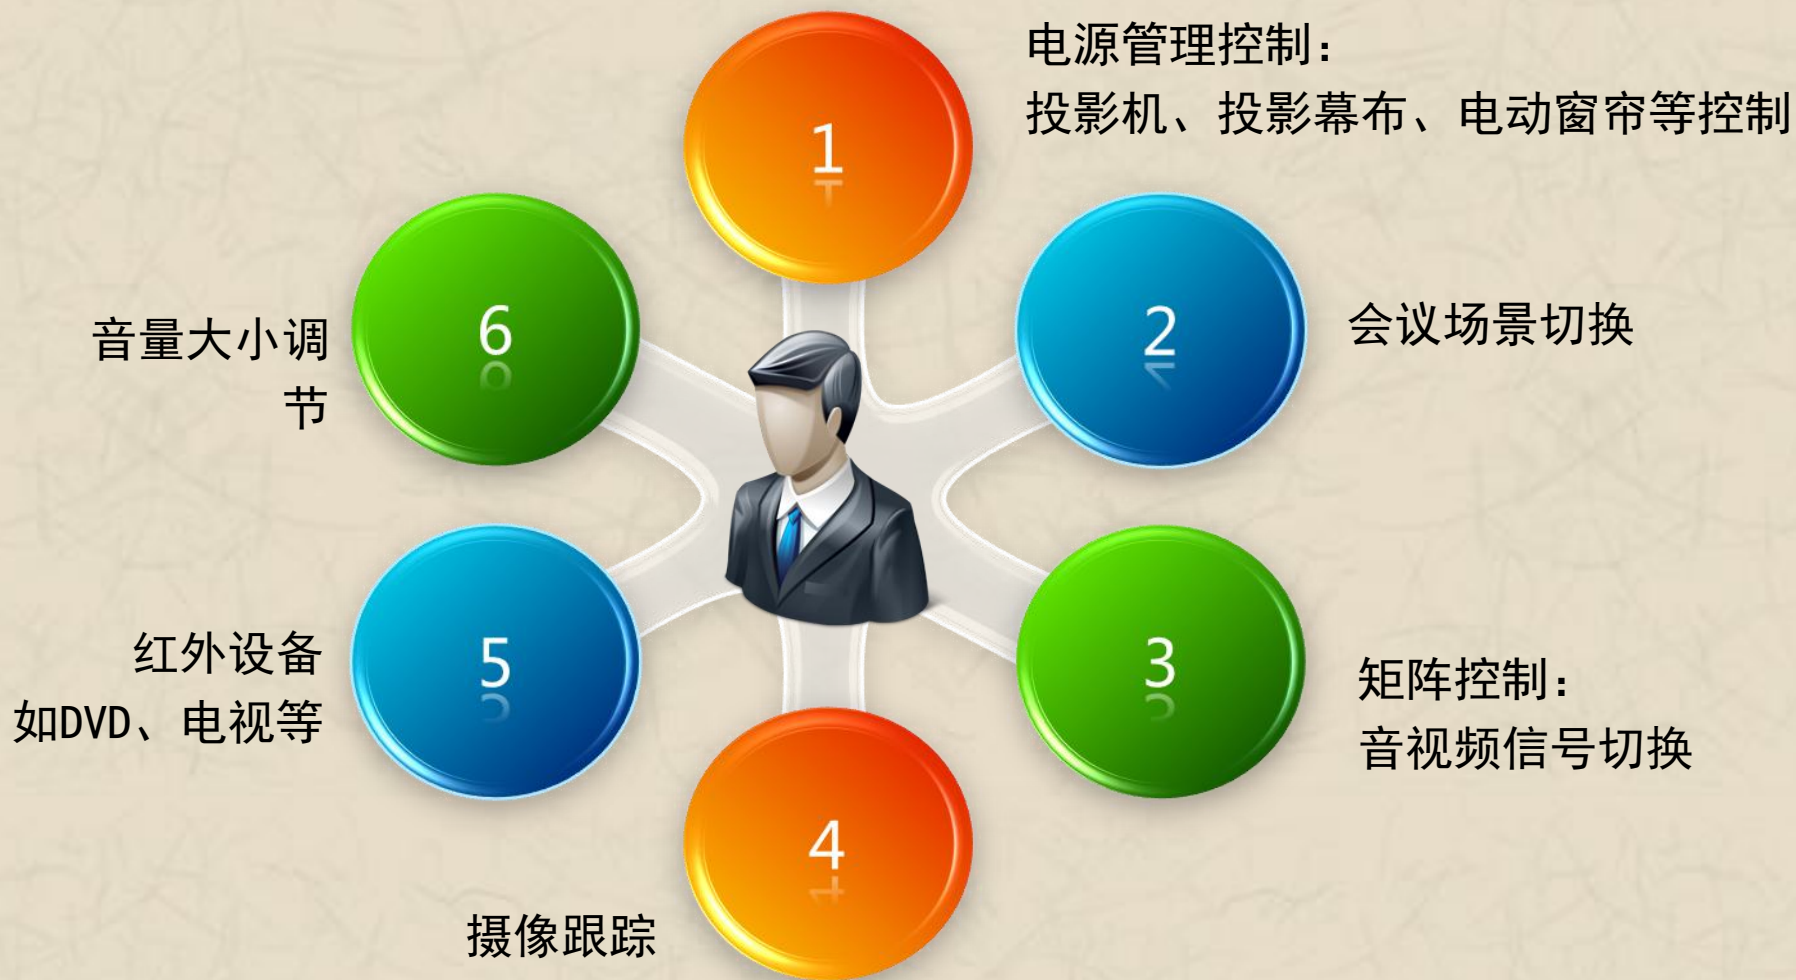 1
电源管理控制：
投影机、投影幕布、电动窗帘等控制
2
会议场景切换
3
矩阵控制：
音视频信号切换
4
摄像跟踪
5
红外设备
如DVD、电视等
6
音量大小调
节